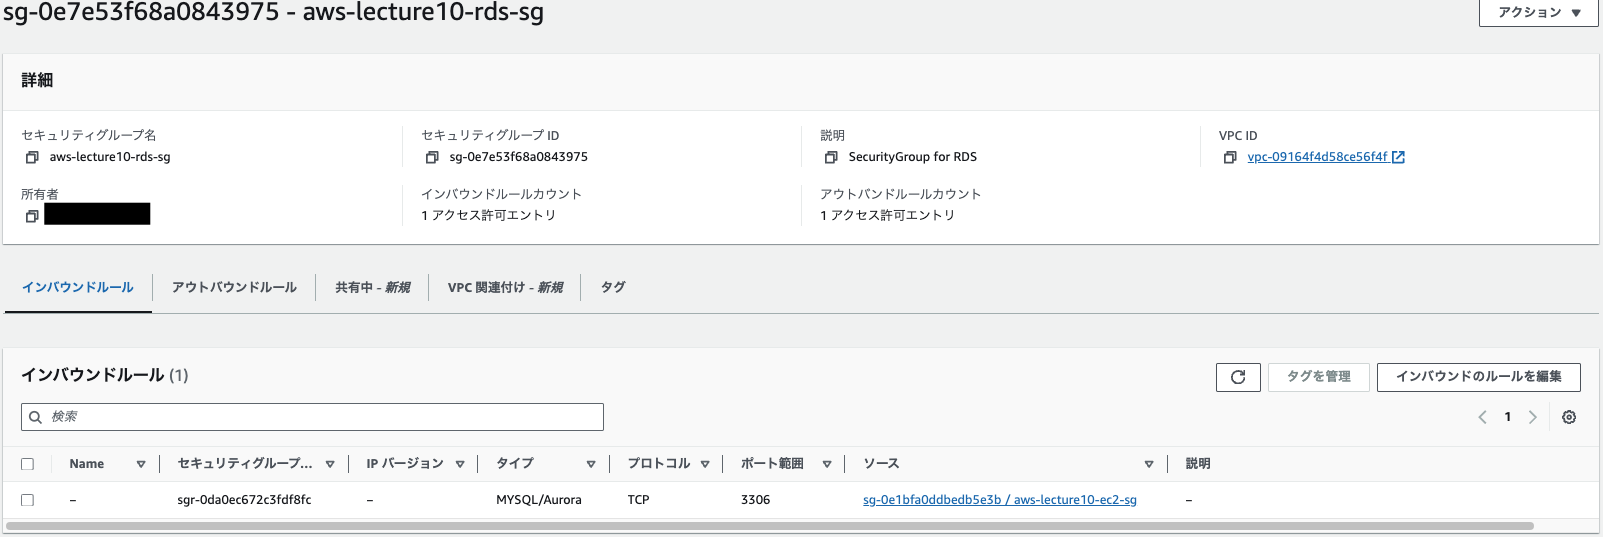 sg-0e7e53f68a0843975 - aws-lecture10-rds-sg
アクション
詳細
セキュリティグループ名
aws-lecture10-rds-sg
セキュリティグループ ID
sg-0e7e53f68a0843975
説明
SecurityGroup for RDS
VPC ID
vpc-09164f4d58ce56f4f
所有者
インバウンドルールカウント
1 アクセス許可エントリ
アウトバンドルールカウント
1 アクセス許可エントリ
インバウンドルール
アウトバウンドルール
共有中 - 新規
VPC 関連付け - 新規
タグ
インバウンドルール (1)
タグを管理
インバウンドのルールを編集
検索
1
Name
セキュリティグループ...
IP バージョン
タイプ
プロトコル
ポート範囲
ソース
説明
–
sgr-0da0ec672c3fdf8fc
–
MYSQL/Aurora
TCP
3306
sg-0e1bfa0ddbedb5e3b / aws-lecture10-ec2-sg
–